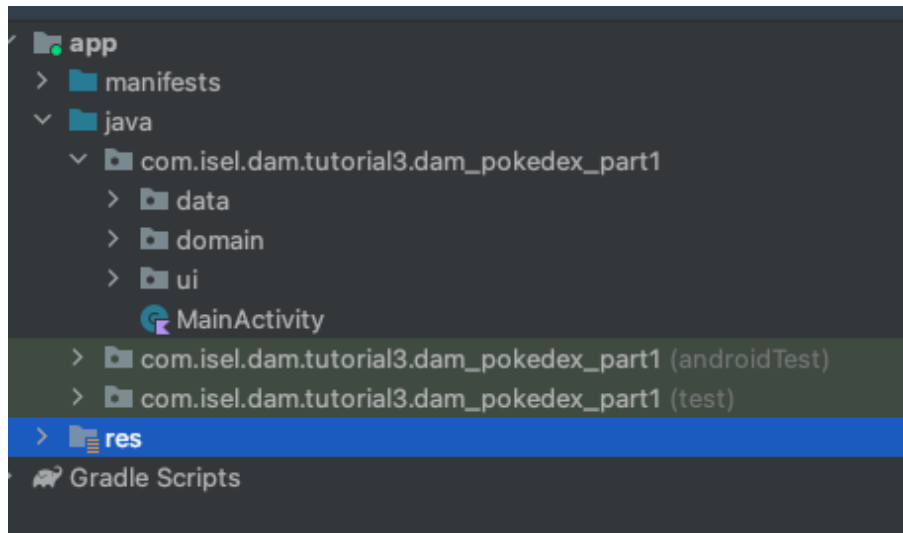 app
manifests
java
com.isel.dam.tutorial3.dam_pokedex_part1
data
domain
ui
MainActivity
com.isel.dam.tutorial3.dam_pokedex_part1 (androidTest)
com.isel.dam.tutorial3.dam_pokedex_part1 (test)
res
Gradle Scripts